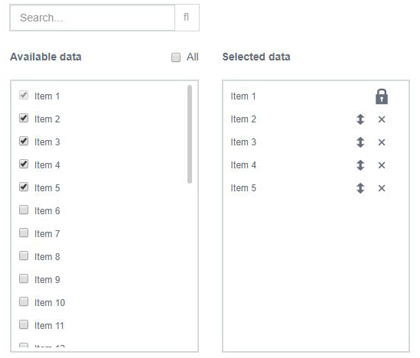 Search... fl
Available data
All
Selected data
Item 1
Item 2
Item 3
Item 4
Item 5
Item 6
Item 7
Item 8
Item 9
Item 10
Item 11
Item 1
Item 2
Item 3
Item 4
Item 5